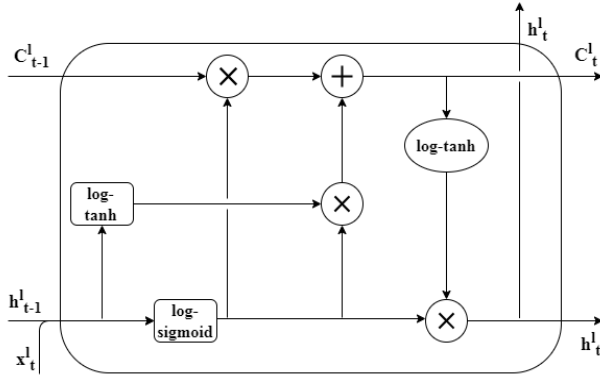 h^l_t
C^l_{t-1}
C^l_t
×
+
log-tanh
log-
tanh
×
h^l_{t-1}
log-
sigmoid
×
h^l_t
x^l_t